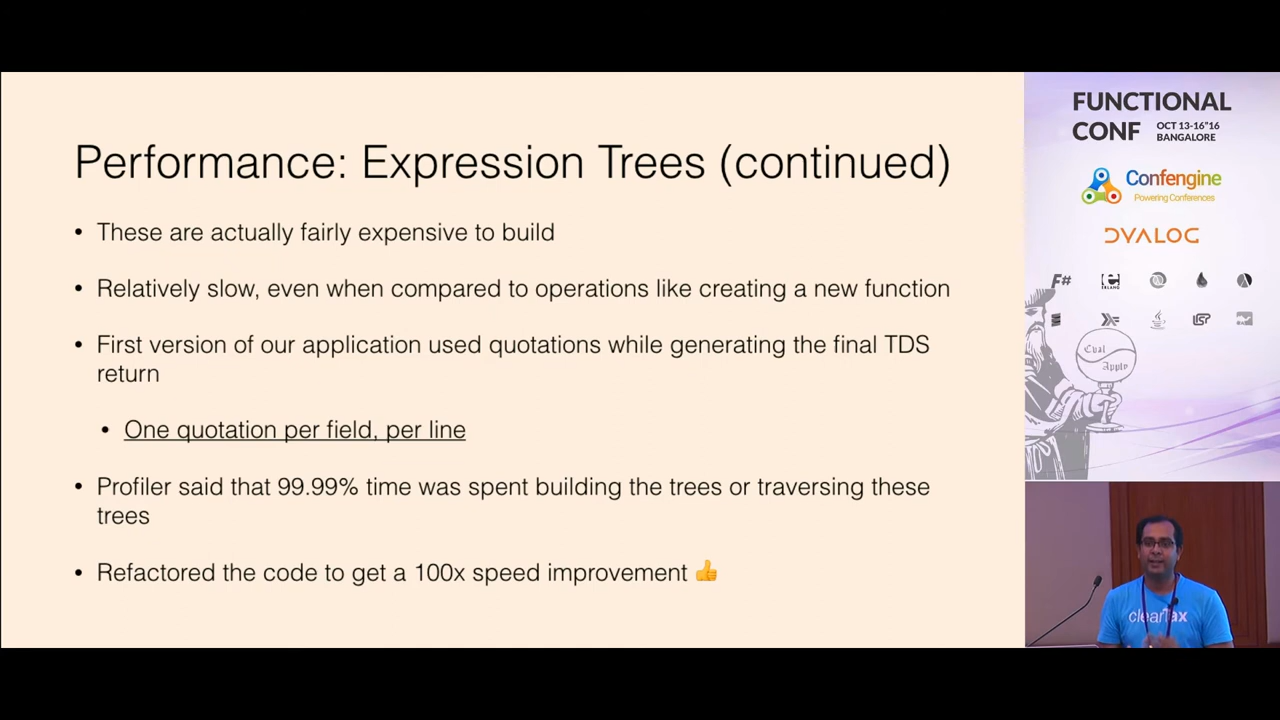 Performance: Expression Trees (continued)
• These are actually fairly expensive to build
• Relatively slow, even when compared to operations like creating a new function
• First version of our application used quotations while generating the final TDS
return
• One quotation per field, per line
• Profiler said that 99.99% time was spent building the trees or traversing these
trees
• Refactored the code to get a 100x speed improvement 👍
FUNCTIONAL
CONF OCT 13-16"16
BANGALORE
Confengine
Powering Conferences
DYALOG
F#
ERLANG
LISP
Eval
Apply
clearTax